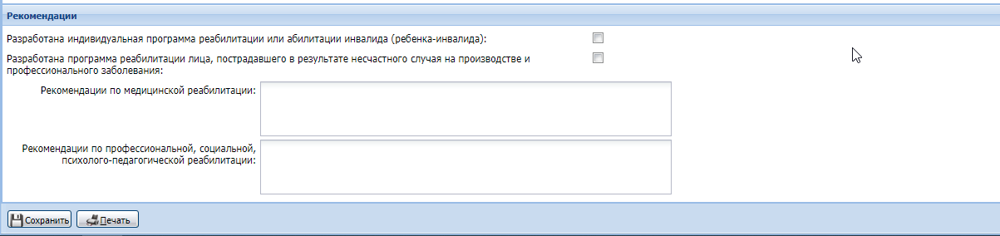 Рекомендации
Разработана индивидуальная программа реабилитации или абилитации инвалида (ребенка-инвалида):
Разработана программа реабилитации лица, пострадавшего в результате несчастного случая на производстве и
профессионального заболевания:
Рекомендации по медицинской реабилитации:
Рекомендации по профессиональной, социальной,
психолого-педагогической реабилитации:
Сохранить
Печать